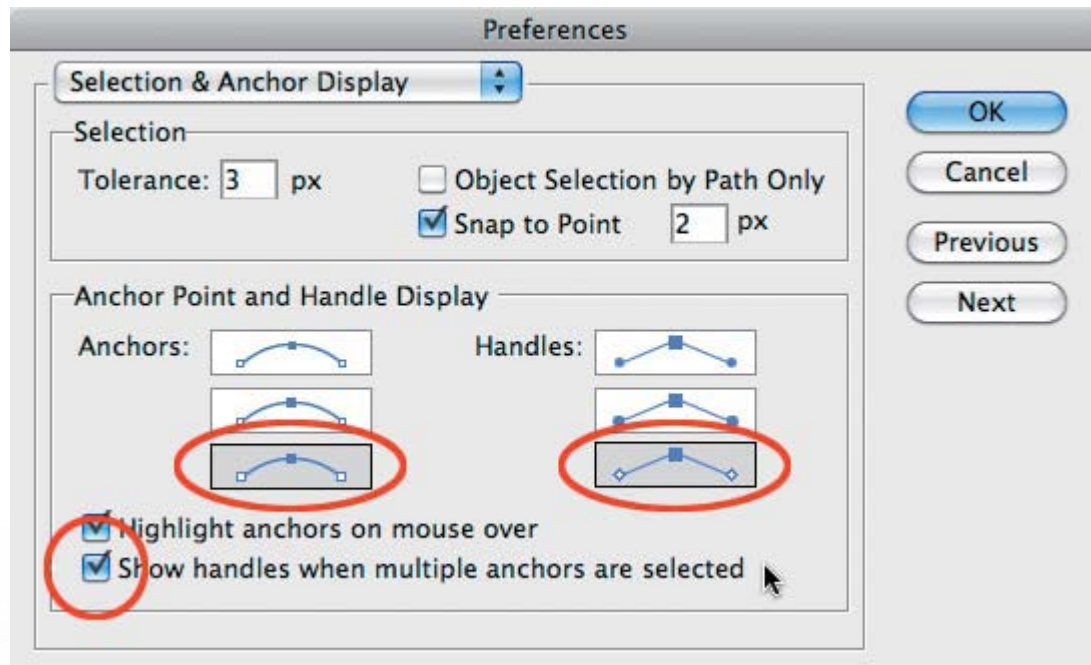 Preferences
Selection & Anchor Display
OK
Selection
Tolerance: 3 px
Object Selection by Path Only
Cancel
Snap to Point 2 px
Previous
Anchor Point and Handle Display
Next
Anchors:
Handles:
Highlight anchors on mouse over
Show handles when multiple anchors are selected